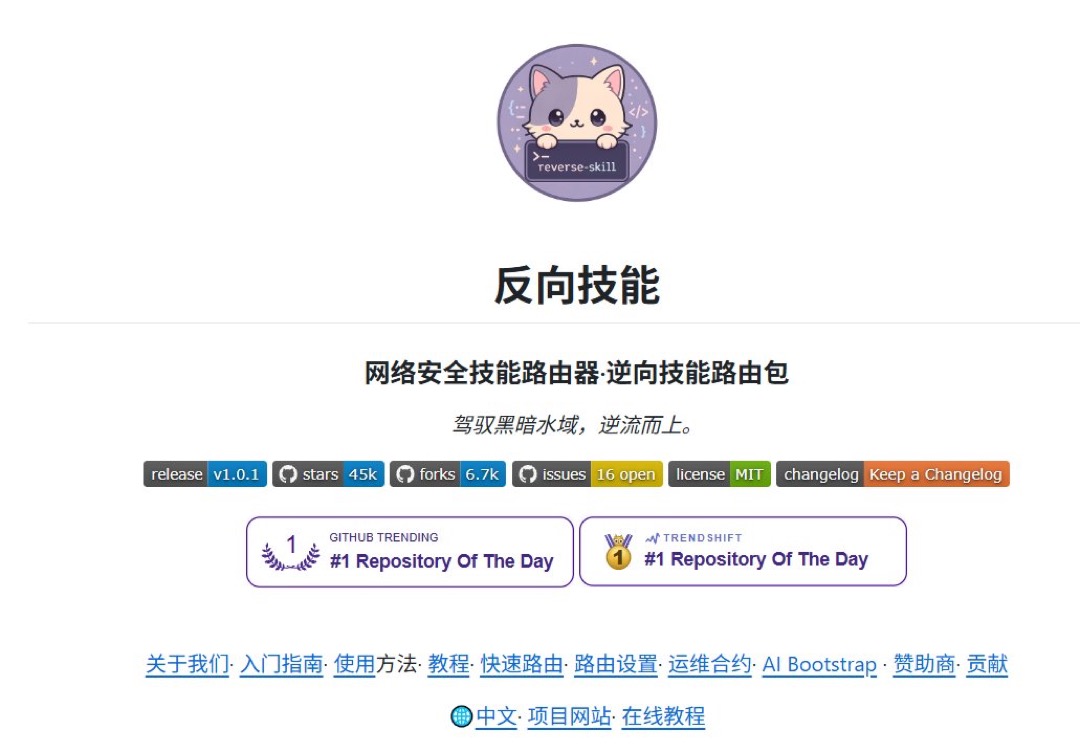 >—
reverse-skill
反向技能
网络安全技能路由器·逆向技能路由包
驾驭黑暗水域，逆流而上。
release v1.0.1 stars 45k forks 6.7k issues 16 open license MIT changelog Keep a Changelog
1 GITHUB TRENDING
#1 Repository Of The Day
1 TRENDSHIFT
#1 Repository Of The Day
关于我们· 入门指南· 使用方法· 教程· 快速路由· 路由设置· 运维合约· AI Bootstrap · 赞助商· 贡献
中文· 项目网站· 在线教程